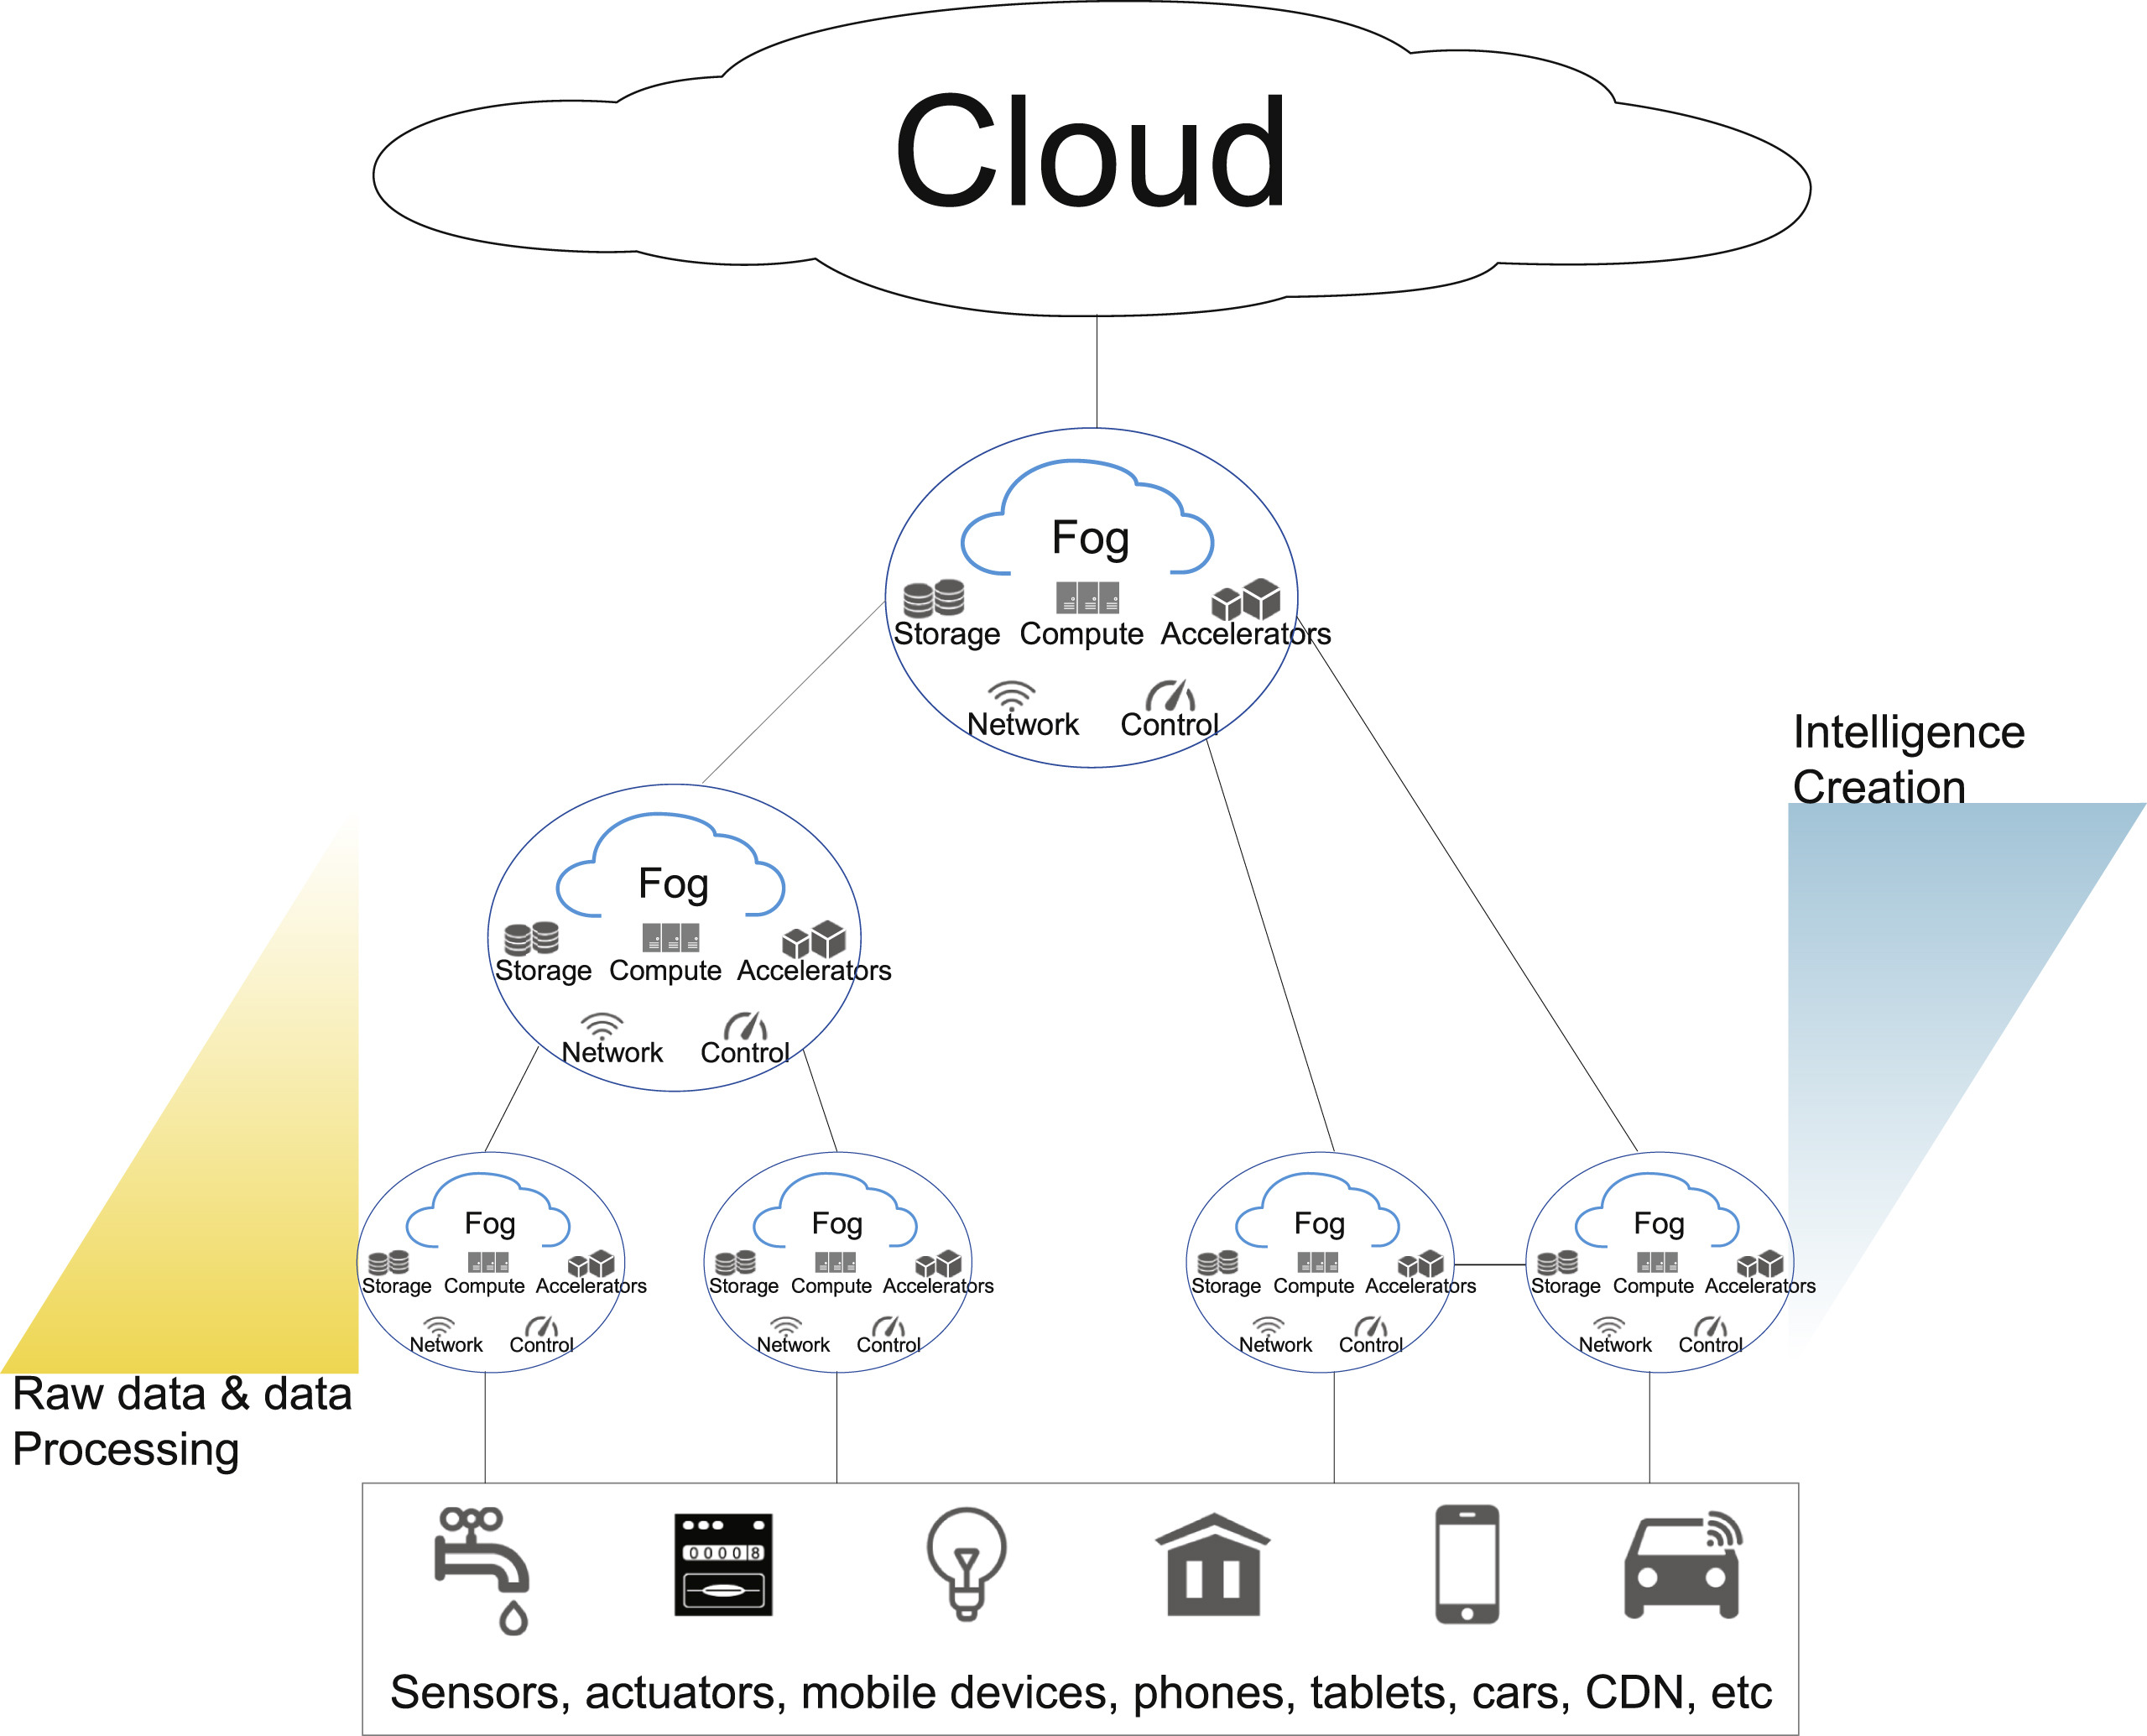 Cloud
Fog
Storage Compute Accelerators
Network Control
Intelligence
Creation
Fog
Storage Compute Accelerators
Network Control
Fog
Storage Compute Accelerators
Network Control
Fog
Storage Compute Accelerators
Network Control
Fog
Storage Compute Accelerators
Network Control
Fog
Storage Compute Accelerators
Network Control
Raw data & data
Processing
00008
Sensors, actuators, mobile devices, phones, tablets, cars, CDN, etc